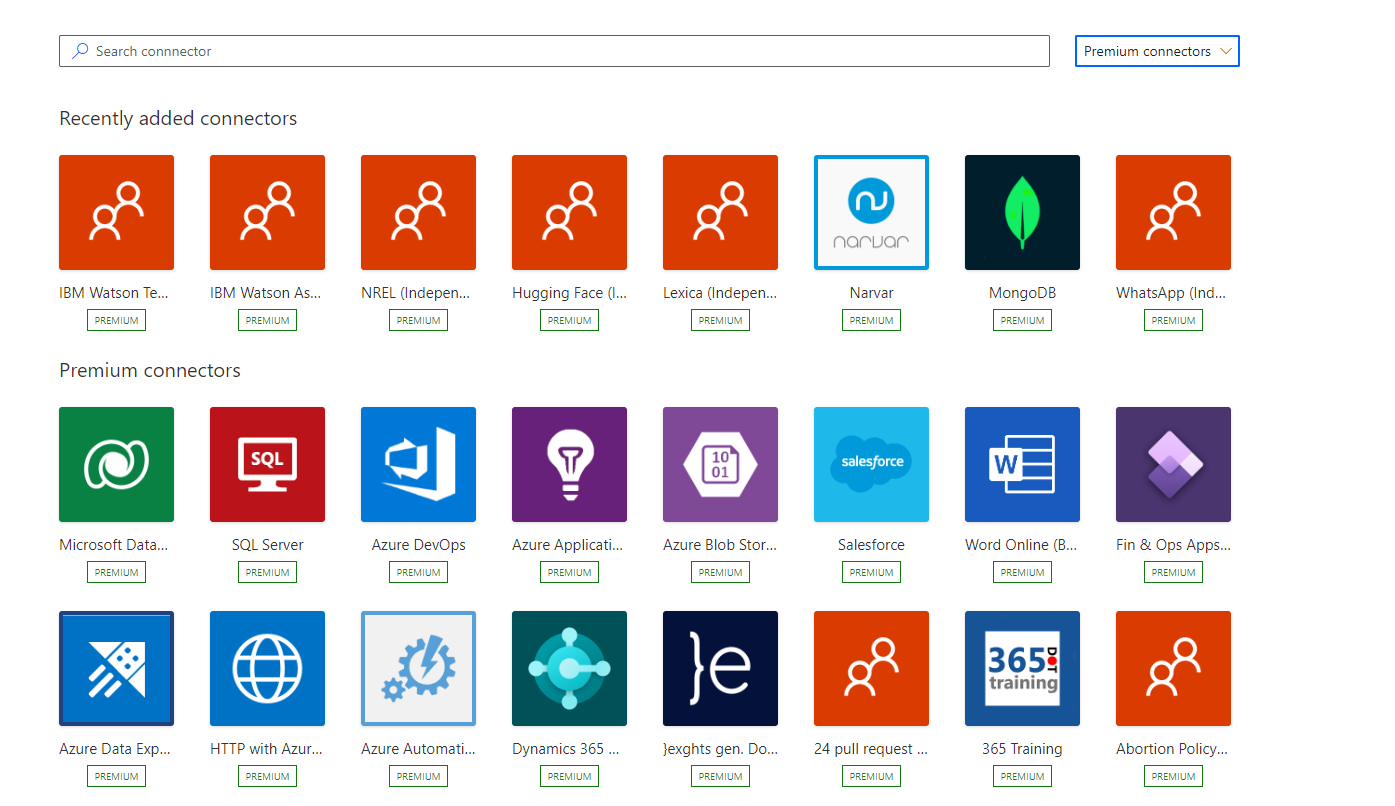 Search connnector
Premium connectors
Recently added connectors
narvar
IBM Watson Te... IBM Watson As... NREL (Indepen... Hugging Face (I... Lexica (Indepen... Narvar MongoDB WhatsApp (Ind...
PREMIUM PREMIUM PREMIUM PREMIUM PREMIUM PREMIUM PREMIUM PREMIUM
Premium connectors
SQL 10 01 salesforce W
Microsoft Data... SQL Server Azure DevOps Azure Applicati... Azure Blob Stor... Salesforce Word Online (B... Fin & Ops Apps...
PREMIUM PREMIUM PREMIUM PREMIUM PREMIUM PREMIUM PREMIUM PREMIUM
}e 365 DOT training
Azure Data Exp... HTTP with Azur... Azure Automati... Dynamics 365 ... }exghts gen. Do... 24 pull request ... 365 Training Abortion Policy...
PREMIUM PREMIUM PREMIUM PREMIUM PREMIUM PREMIUM PREMIUM PREMIUM